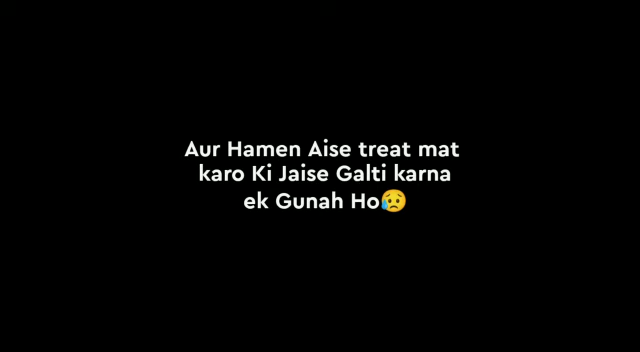 Aur Hamen Aise treat mat
karo Ki Jaise Galti karna
ek Gunah Ho😥